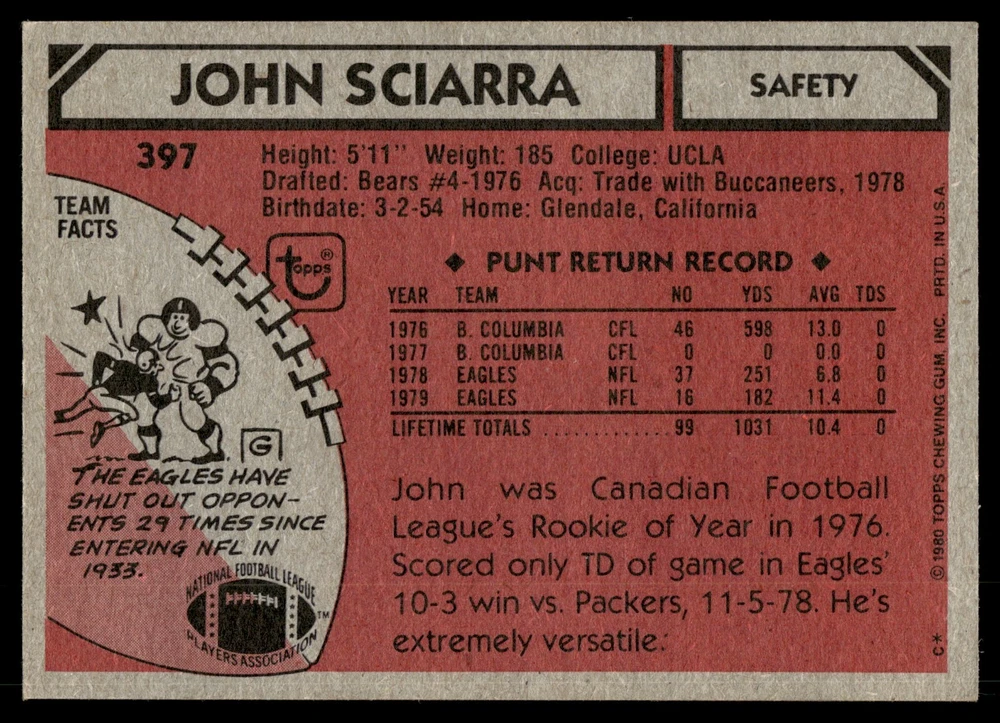 JOHN SCIARRA
SAFETY
397
Height: 5'11" Weight: 185 College: UCLA
Drafted: Bears #4-1976 Acq: Trade with Buccaneers, 1978
Birthdate: 3-2-54 Home: Glendale, California
TEAM
FACTS
topps®
◆ PUNT RETURN RECORD ◆
YEAR TEAM NO YDS AVG TDS
1976 B. COLUMBIA CFL 46 598 13.0 0
1977 B. COLUMBIA CFL 0 0 0.0 0
1978 EAGLES NFL 37 251 6.8 0
1979 EAGLES NFL 16 182 11.4 0
LIFETIME TOTALS ............ 99 1031 10.4 0
G
THE EAGLES HAVE
SHUT OUT OPPON-
ENTS 29 TIMES SINCE
ENTERING NFL IN
1933.
NATIONAL FOOTBALL LEAGUE
PLAYERS ASSOCIATION
TM
John was Canadian Football
League's Rookie of Year in 1976.
Scored only TD of game in Eagles'
10-3 win vs. Packers, 11-5-78. He's
extremely versatile.
C* ©1980 TOPPS CHEWING GUM, INC. PRTD. IN U.S.A.